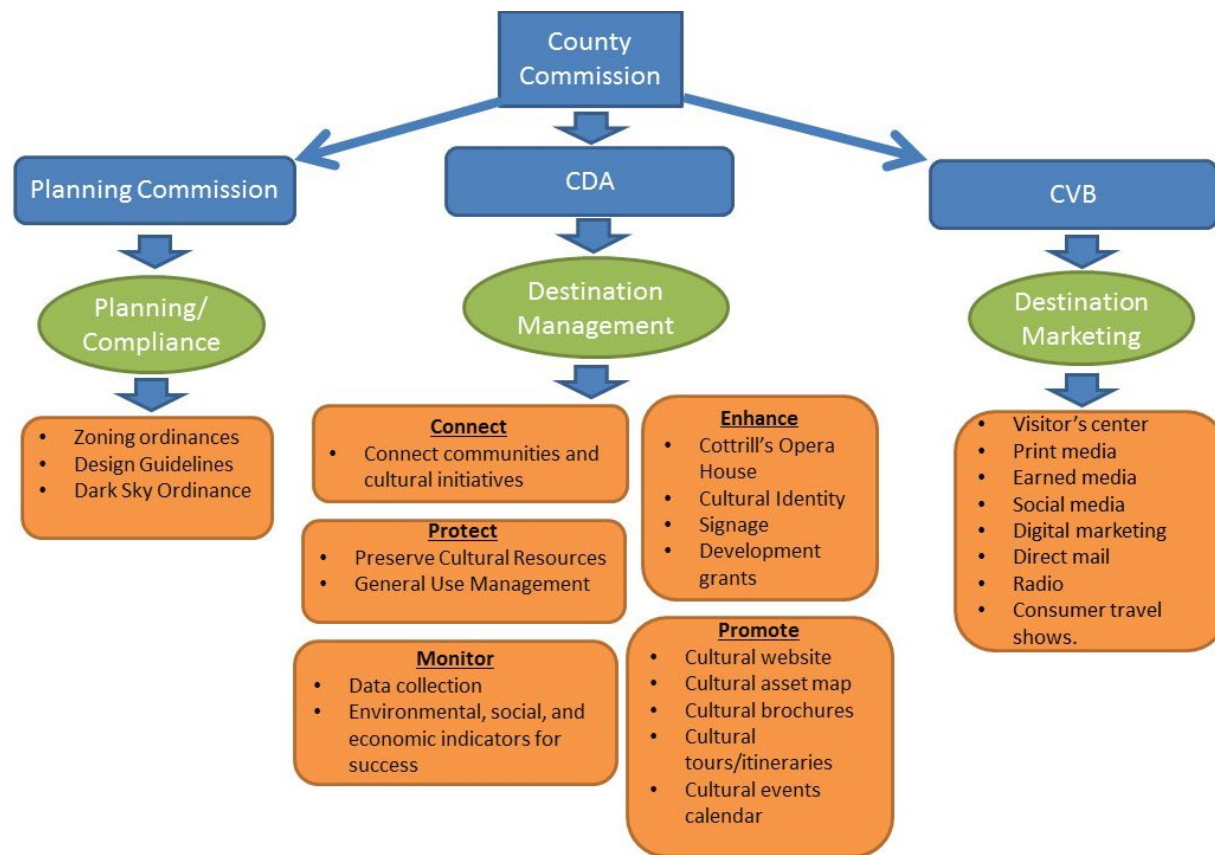 County
Commission
Planning Commission
CDA
CVB
Planning/
Compliance
Destination
Management
Destination
Marketing
• Zoning ordinances
• Design Guidelines
• Dark Sky Ordinance
Connect
• Connect communities and
cultural initiatives
Protect
• Preserve Cultural Resources
• General Use Management
Monitor
• Data collection
• Environmental, social, and
economic indicators for
success
Enhance
• Cottrill’s Opera
House
• Cultural Identity
• Signage
• Development
grants
Promote
• Cultural website
• Cultural asset map
• Cultural brochures
• Cultural
tours/itineraries
• Cultural events
calendar
• Visitor’s center
• Print media
• Earned media
• Social media
• Digital marketing
• Direct mail
• Radio
• Consumer travel
shows.